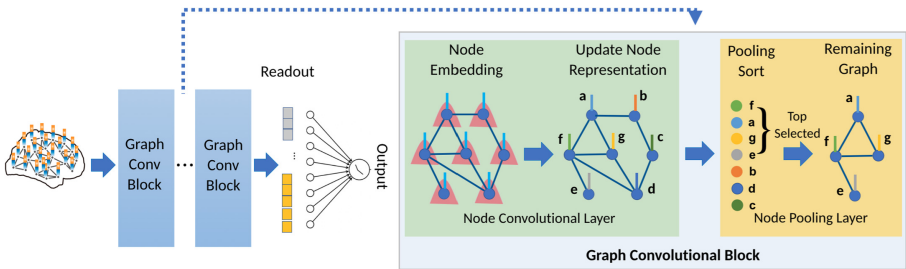 Readout
Graph
Conv
Block
...
Graph
Conv
Block
...
Output
Node
Embedding
Update Node
Representation
a
b
c
f
g
e
d
Node Convolutional Layer
Pooling
Sort
Remaining
Graph
f
a
g
e
b
d
c
Top
Selected
a
f
g
e
Node Pooling Layer
Graph Convolutional Block